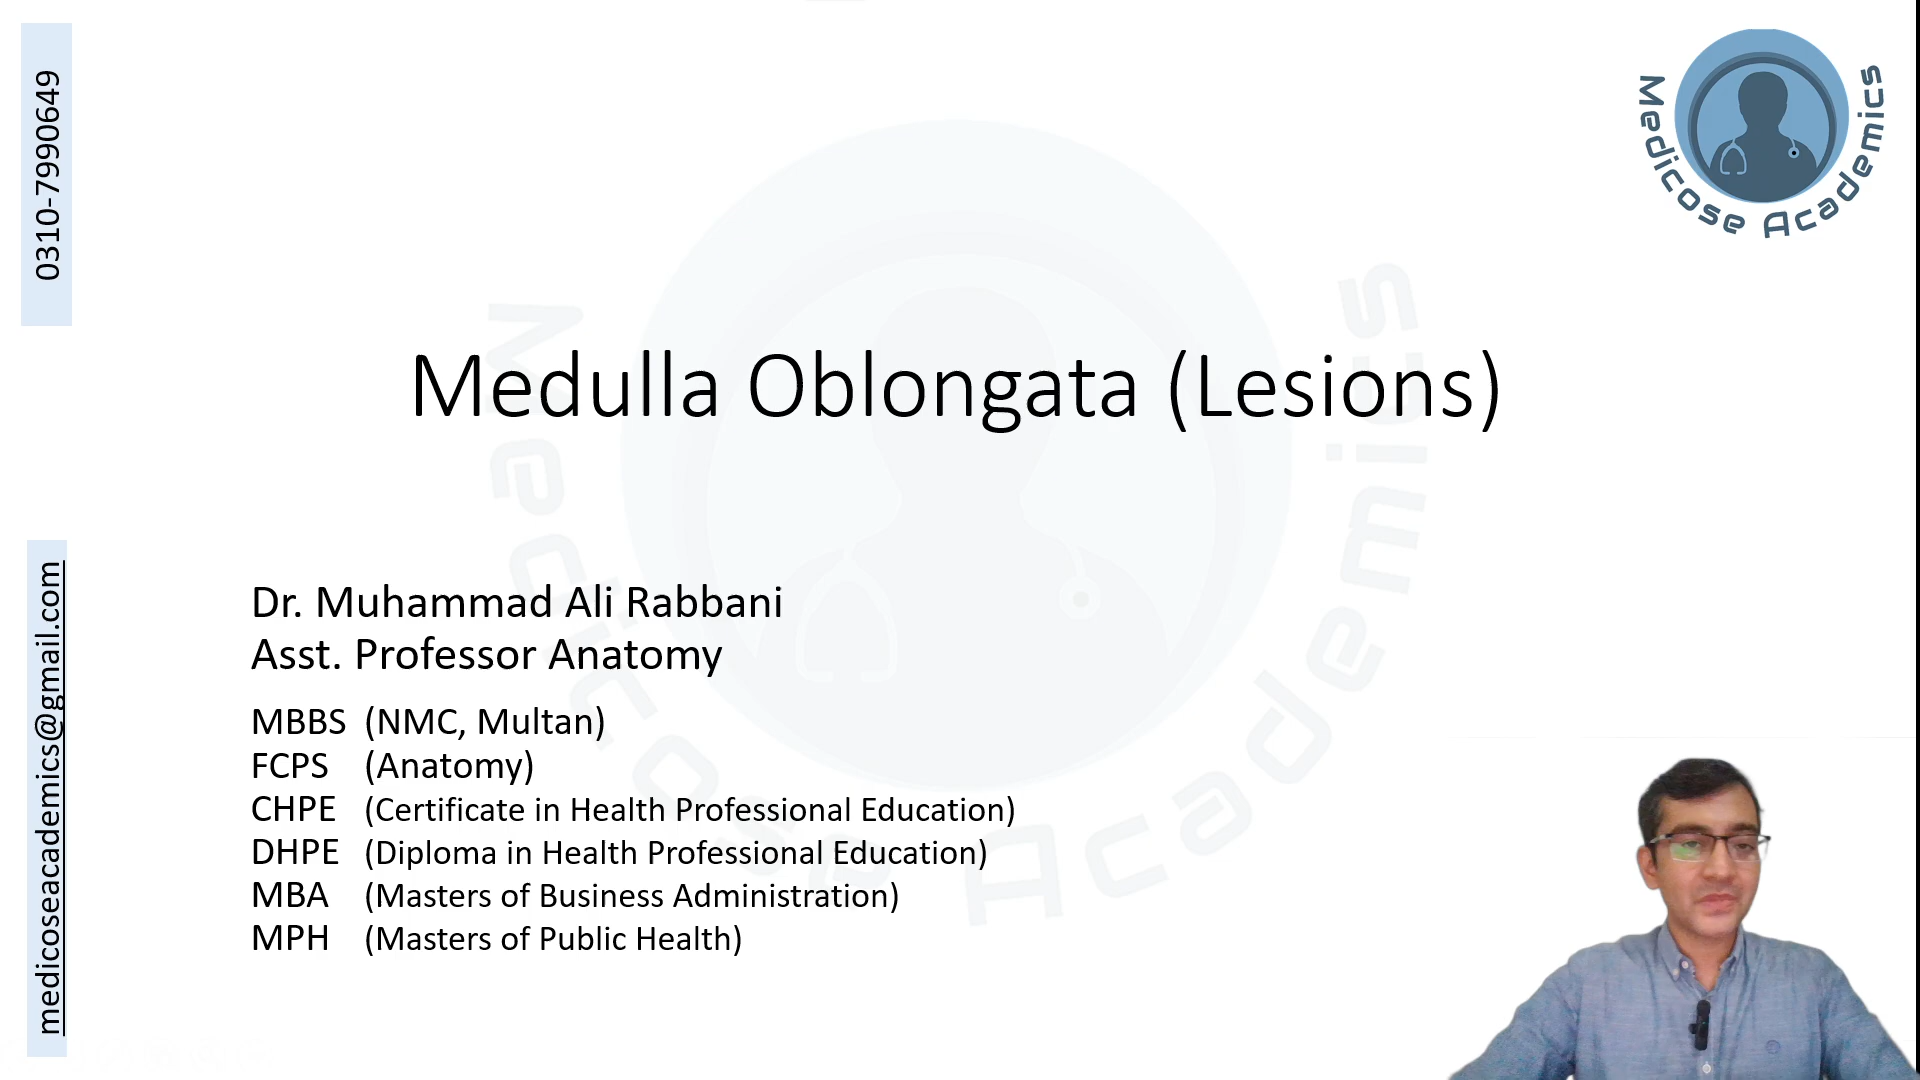 0310-7990649
Medicose Academics
Medulla Oblongata (Lesions)
Medicose Academics
Dr. Muhammad Ali Rabbani
Asst. Professor Anatomy
MBBS (NMC, Multan)
FCPS (Anatomy)
CHPE (Certificate in Health Professional Education)
DHPE (Diploma in Health Professional Education)
MBA (Masters of Business Administration)
MPH (Masters of Public Health)
medicoseacademics@gmail.com